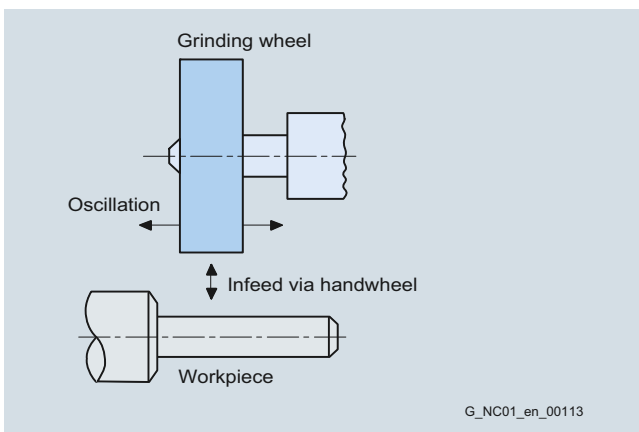 Grinding wheel
Oscillation
Infeed via handwheel
Workpiece
G_NC01_en_00113